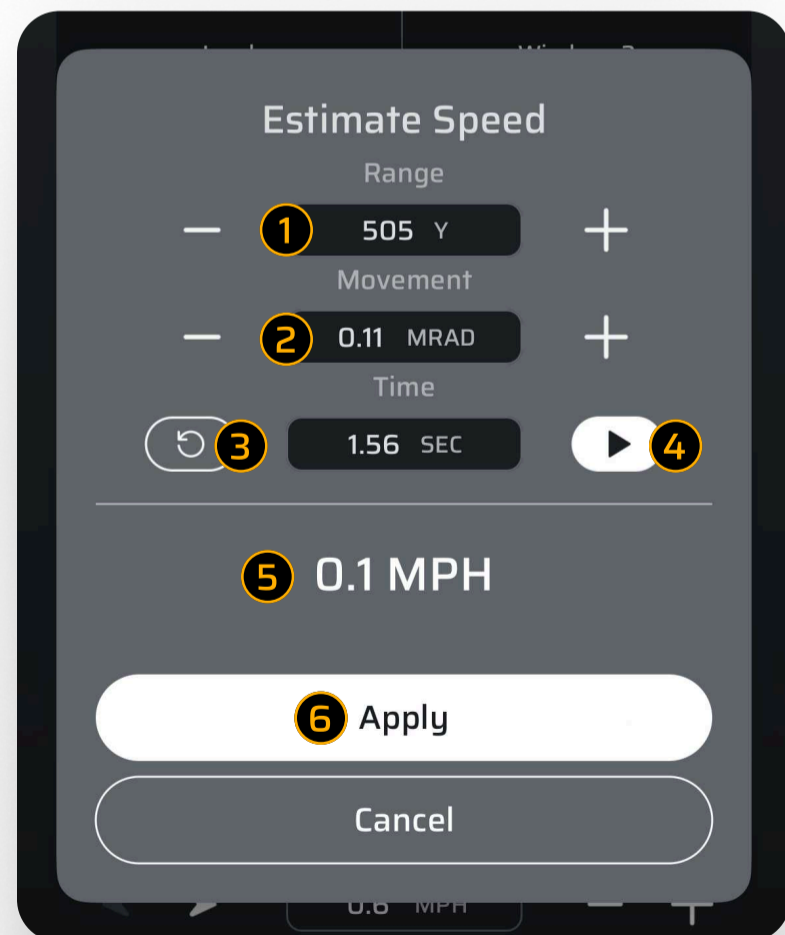 Estimate Speed
Range
1 505 Y
Movement
2 0.11 MRAD
Time
3 1.56 SEC 4
5 0.1 MPH
6 Apply
Cancel
0.6 MPH